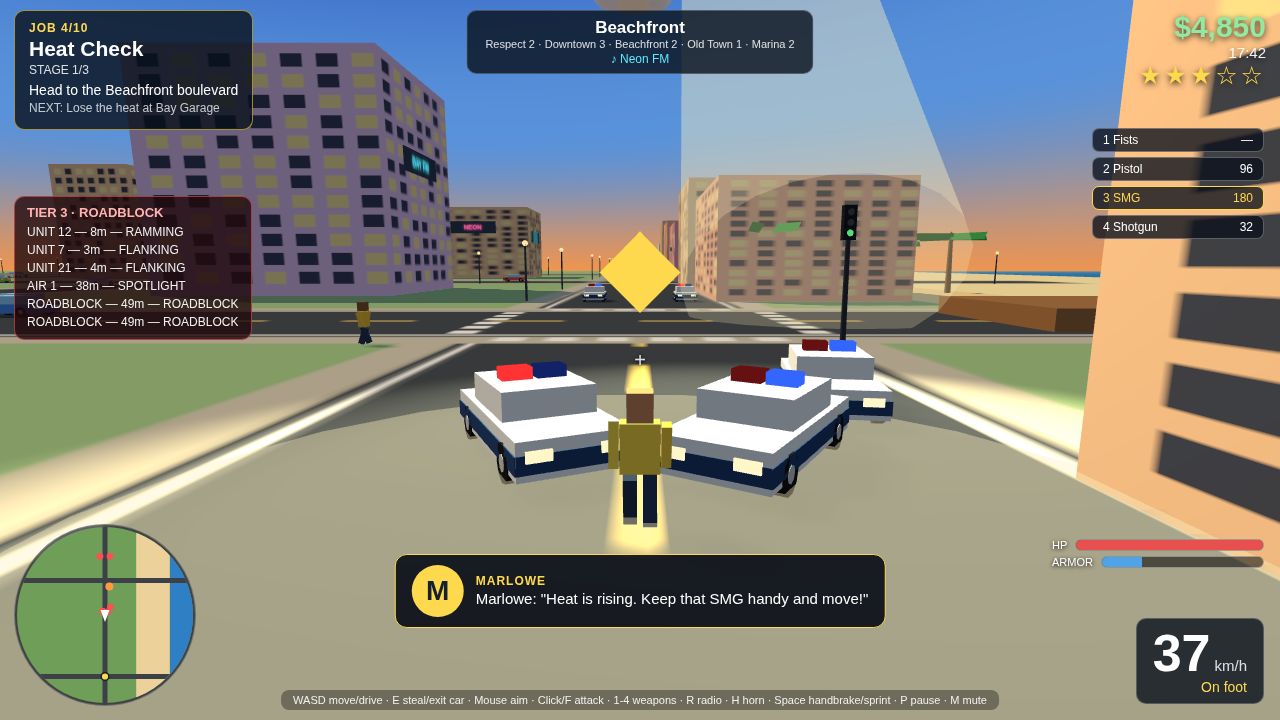 JOB 4/10
Heat Check
STAGE 1/3
Head to the Beachfront boulevard
NEXT: Lose the heat at Bay Garage
Beachfront
Respect 2 · Downtown 3 · Beachfront 2 · Old Town 1 · Marina 2
♪ Neon FM
$4,850
17:42
★★★☆☆
1 Fists —
2 Pistol 96
3 SMG 180
4 Shotgun 32
TIER 3 · ROADBLOCK
UNIT 12 — 8m — RAMMING
UNIT 7 — 3m — FLANKING
UNIT 21 — 4m — FLANKING
AIR 1 — 38m — SPOTLIGHT
ROADBLOCK — 49m — ROADBLOCK
ROADBLOCK — 49m — ROADBLOCK
NEON
HP
ARMOR
M
MARLOWE
Marlowe: "Heat is rising. Keep that SMG handy and move!"
37 km/h
On foot
WASD move/drive · E steal/exit car · Mouse aim · Click/F attack · 1-4 weapons · R radio · H horn · Space handbrake/sprint · P pause · M mute